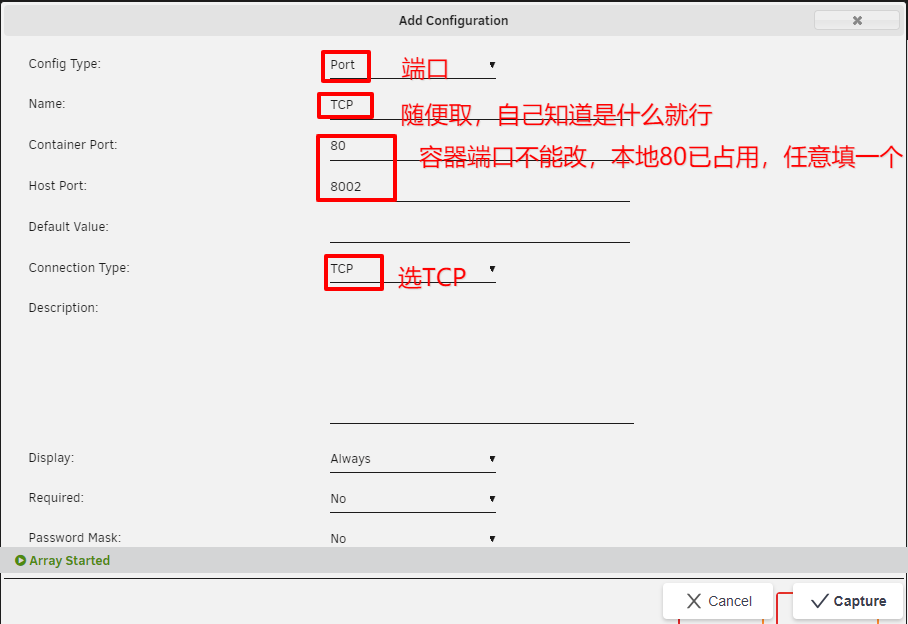 Add Configuration
Config Type:
Port
端口
Name:
TCP
随便取，自己知道是什么就行
Container Port:
80
容器端口不能改，本地80已占用，任意填一个
Host Port:
8002
Default Value:
Connection Type:
TCP
选TCP
Description:
Display:
Always
Required:
No
Password Mask:
No
Array Started
Cancel
Capture